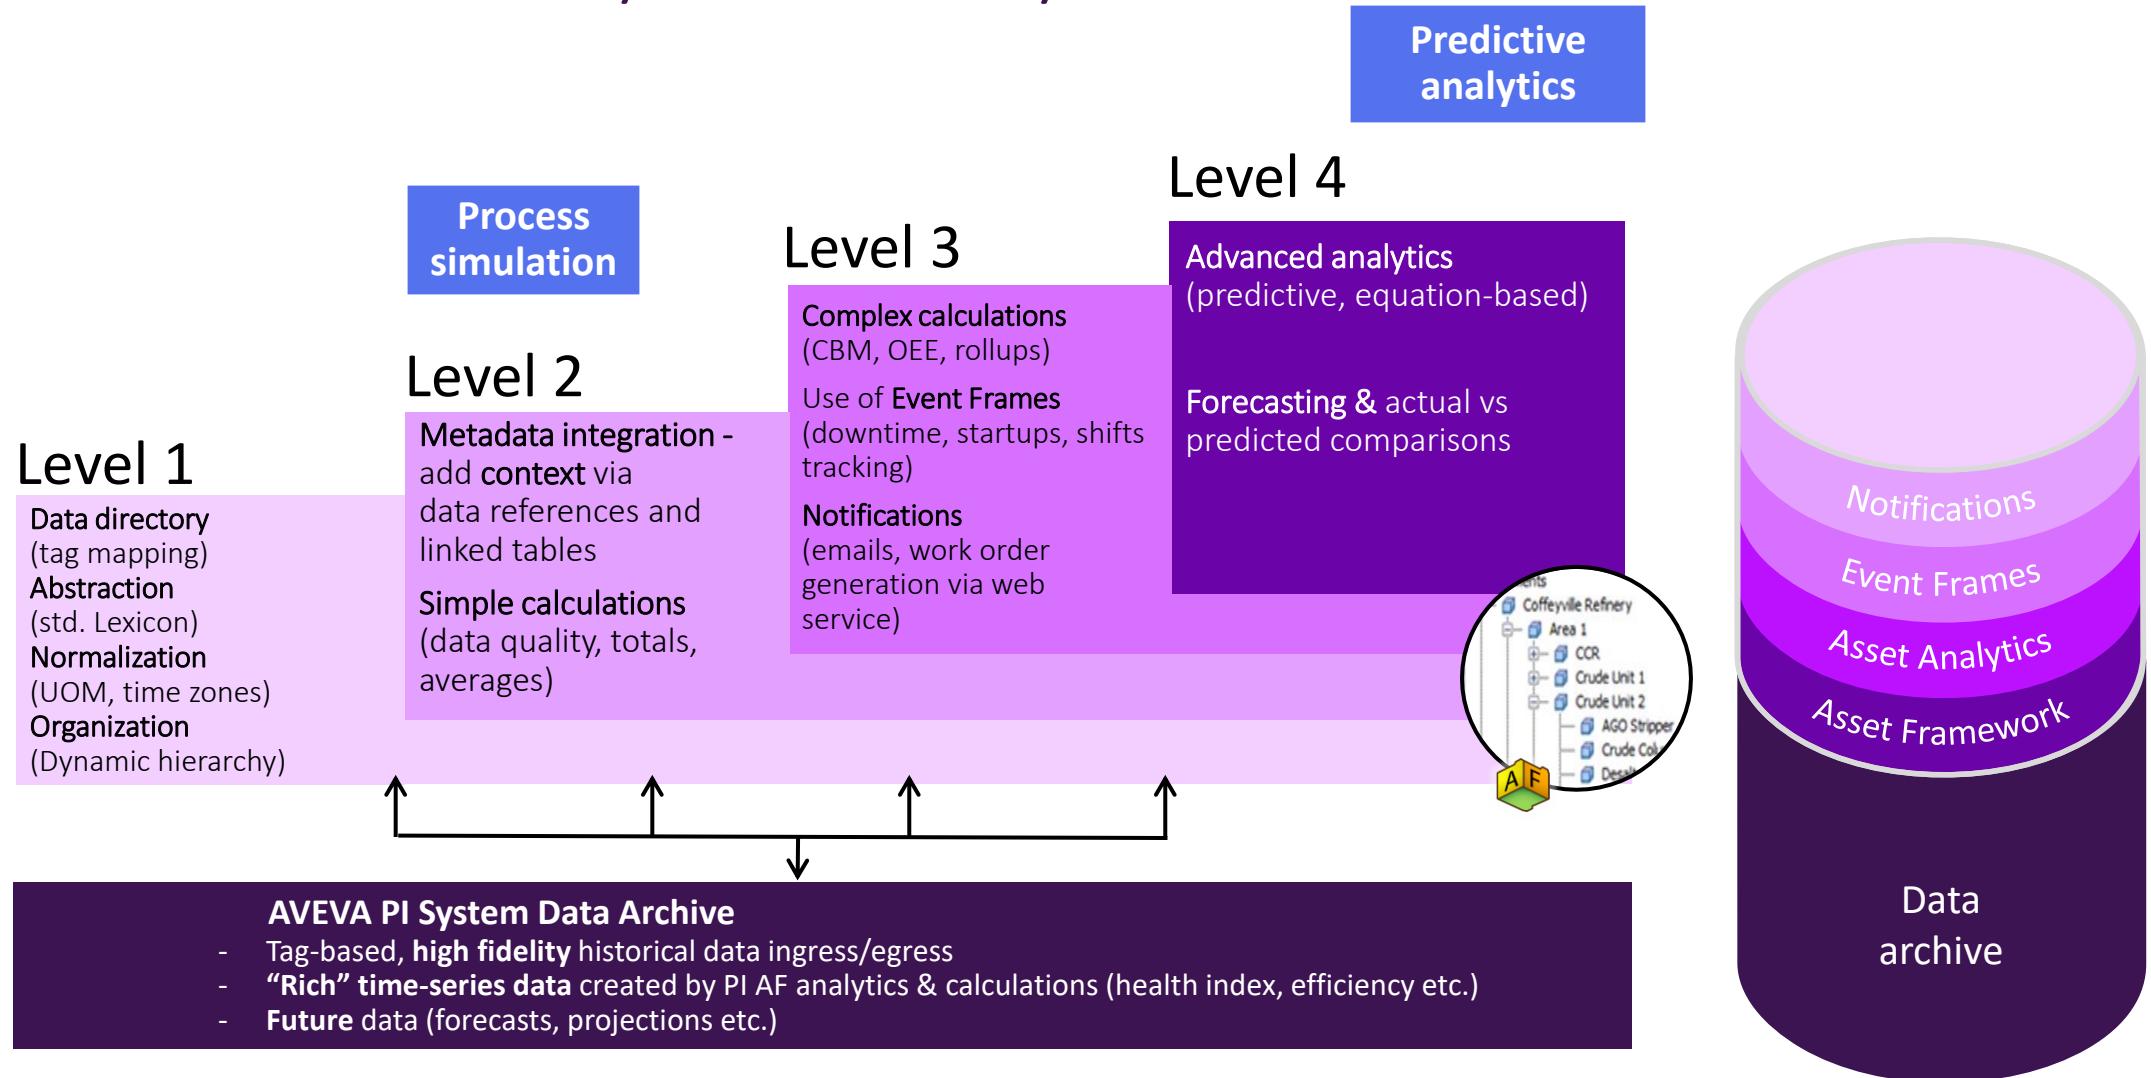 Predictive
analytics
Level 4
Process
simulation
Level 3
Advanced analytics
(predictive, equation-based)
Forecasting & actual vs
predicted comparisons
Complex calculations
(CBM, OEE, rollups)
Use of Event Frames
(downtime, startups, shifts
tracking)
Notifications
(emails, work order
generation via web
service)
Level 2
Metadata integration -
add context via
data references and
linked tables
Simple calculations
(data quality, totals,
averages)
Level 1
Data directory
(tag mapping)
Abstraction
(std. Lexicon)
Normalization
(UOM, time zones)
Organization
(Dynamic hierarchy)
Coffeyville Refinery
Area 1
CCR
Crude Unit 1
Crude Unit 2
AGO Stripper
Crude
A F
AVEVA PI System Data Archive
- Tag-based, high fidelity historical data ingress/egress
- “Rich” time-series data created by PI AF analytics & calculations (health index, efficiency etc.)
- Future data (forecasts, projections etc.)
Notifications
Event Frames
Asset Analytics
Asset Framework
Data
archive